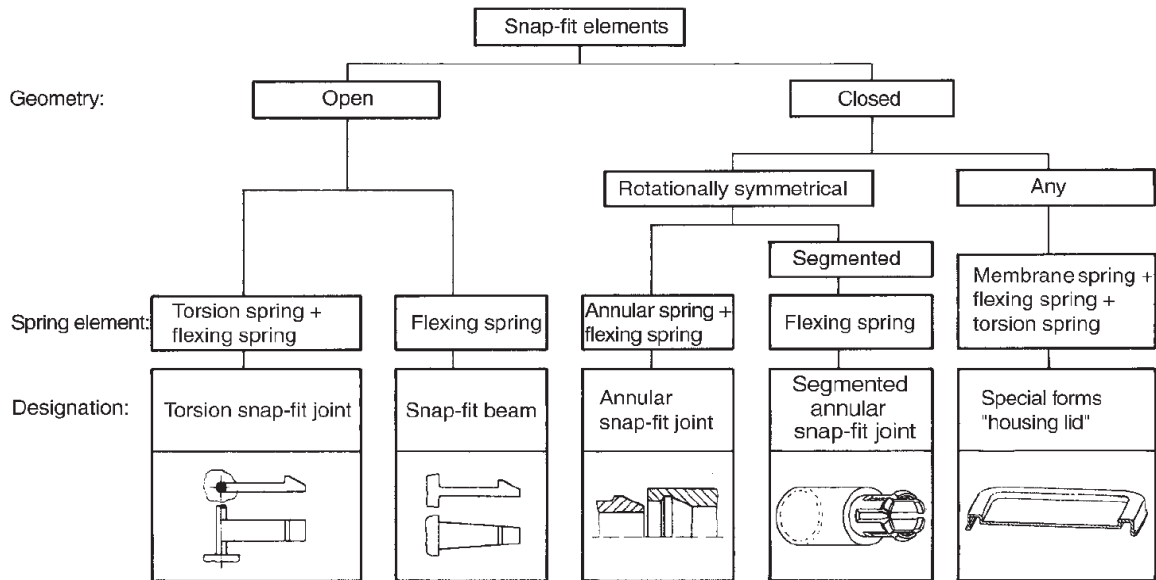 Snap-fit elements
Geometry:
Open
Closed
Rotationally symmetrical
Any
Segmented
Spring element:
Torsion spring +
flexing spring
Flexing spring
Annular spring +
flexing spring
Flexing spring
Membrane spring +
flexing spring +
torsion spring
Designation:
Torsion snap-fit joint
Snap-fit beam
Annular
snap-fit joint
Segmented
annular
snap-fit joint
Special forms
"housing lid"